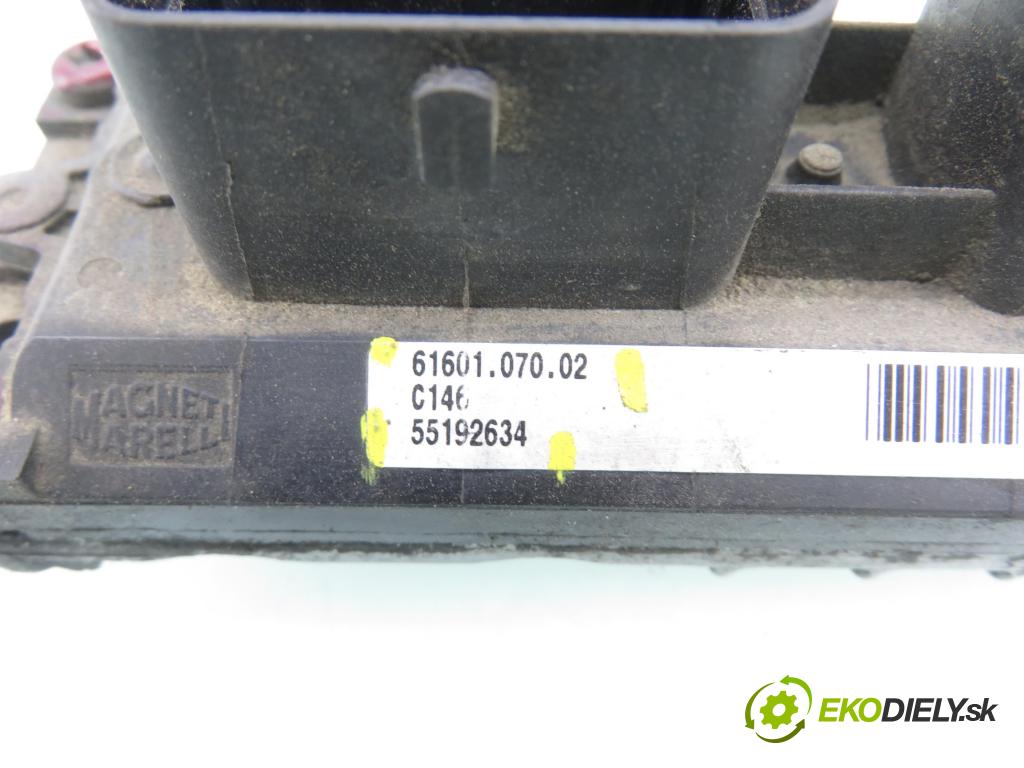 MAGNETI
MARELLI
61601.070.02
C146
55192634
EKODIELY.sk